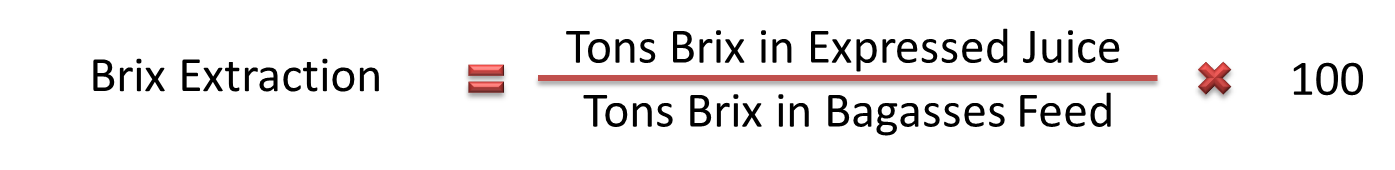 Brix Extraction = Tons Brix in Expressed Juice × 100
Tons Brix in Bagasses Feed